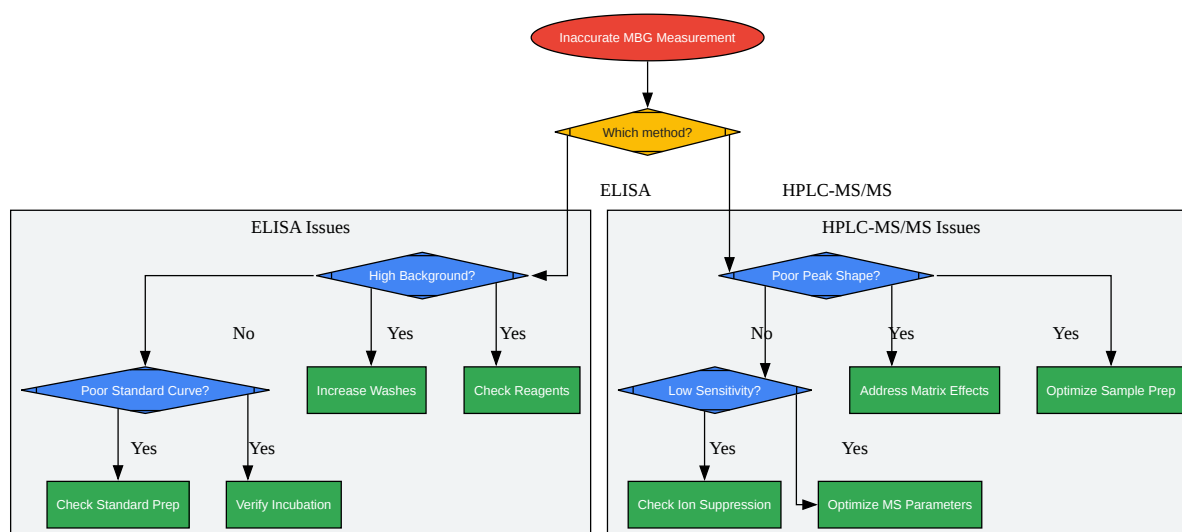 Inaccurate MBG Measurement
Which method?
ELISA
HPLC-MS/MS
ELISA Issues
HPLC-MS/MS Issues
High Background?
Poor Peak Shape?
No
Yes
Yes
No
Yes
Yes
Poor Standard Curve?
Increase Washes
Check Reagents
Low Sensitivity?
Address Matrix Effects
Optimize Sample Prep
Yes
Yes
Yes
Yes
Check Standard Prep
Verify Incubation
Check Ion Suppression
Optimize MS Parameters